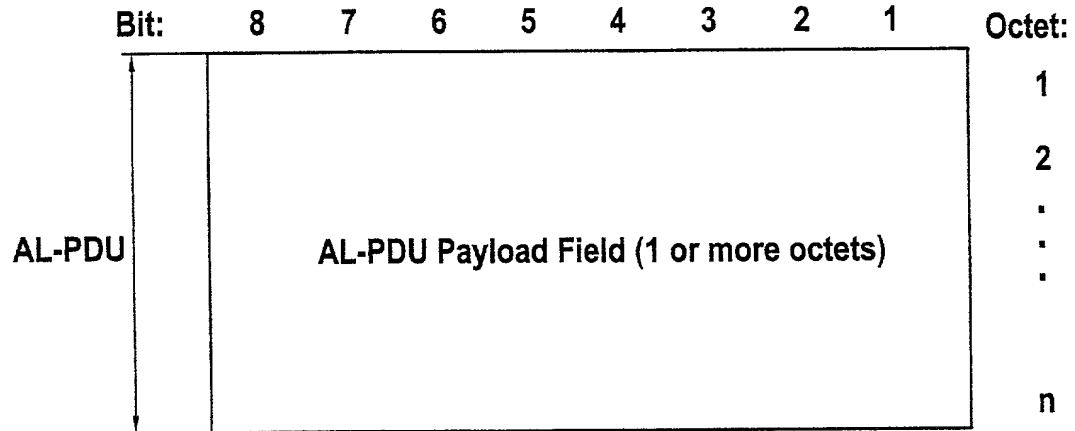 Bit: 8 7 6 5 4 3 2 1 Octet:
1
2
.
.
.
AL-PDU
AL-PDU Payload Field (1 or more octets)
n